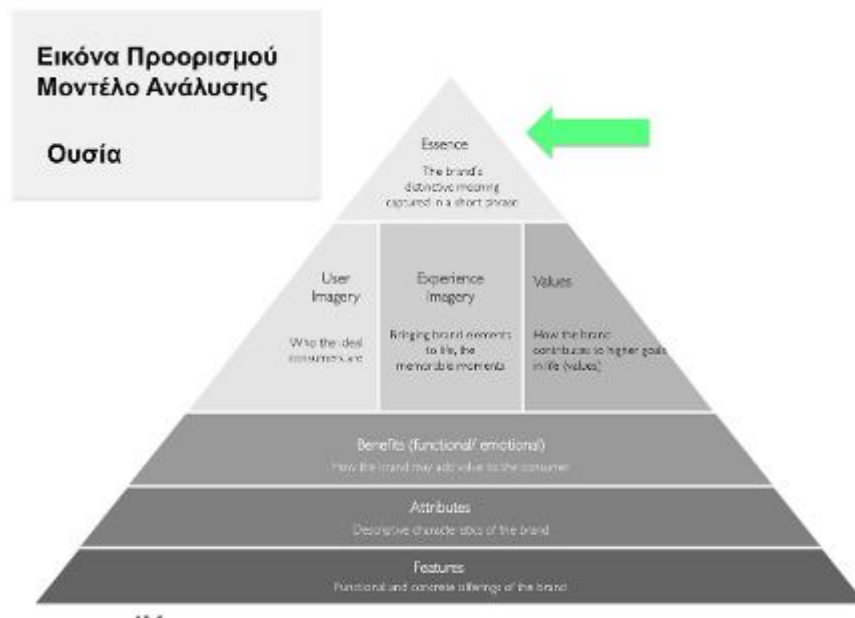 Εικόνα Προορισμού
Μοντέλο Ανάλυσης
Ουσία
Essence
The brand's
distinctive meaning
captured in a short phrase
User
Imagery
Who the ideal
consumers are
Experience
Imagery
Bringing brand elements
to life, the
memorable moments
Values
How the brand
contributes to higher goals
in life (values)
Benefits (functional/ emotional)
How the brand may add value to the consumer
Attributes
Descriptive characteristics of the brand
Features
Functional and concrete offerings of the brand